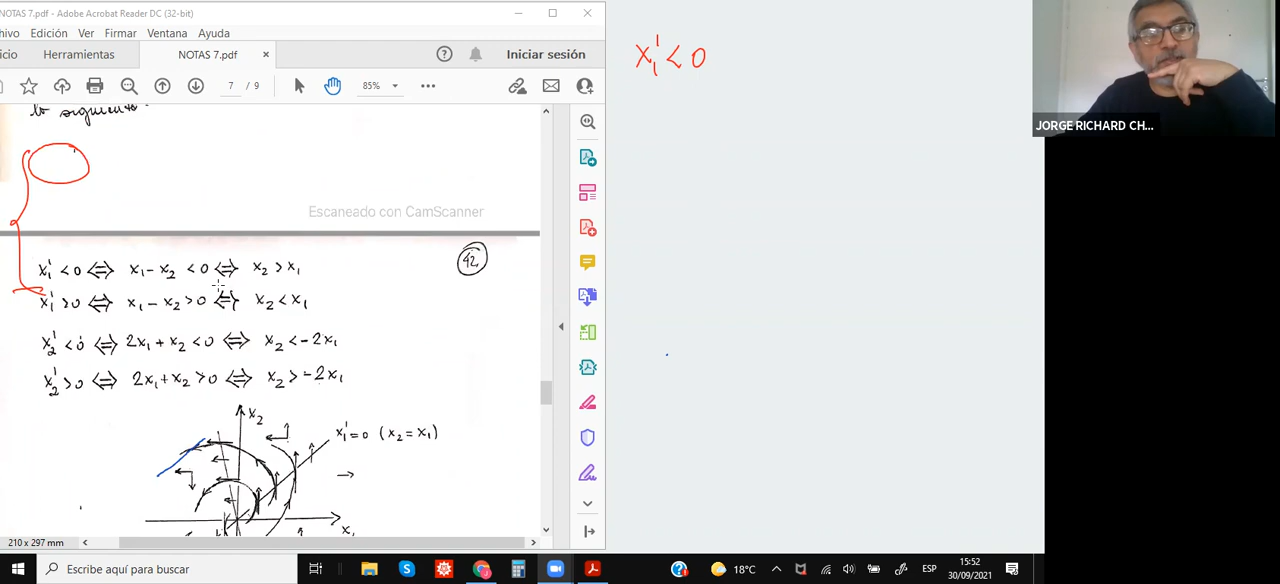 NOTAS 7.pdf - Adobe Acrobat Reader DC (32-bit)
hivo Edición Ver Firmar Ventana Ayuda
icio Herramientas NOTAS 7.pdf × Iniciar sesión
7 / 9 85%
lo siguiente
Escaneado con CamScanner
42
x₁' < 0 ⇔ x₁ - x₂ < 0 ⇔ x₂ > x₁
x₁' > 0 ⇔ x₁ - x₂ > 0 ⇔ x₂ < x₁
x₂' < 0 ⇔ 2x₁ + x₂ < 0 ⇔ x₂ < -2x₁
x₂' > 0 ⇔ 2x₁ + x₂ > 0 ⇔ x₂ > -2x₁
x₂
x₁' = 0 (x₂ = x₁)
210 x 297 mm
x₁' < 0
JORGE RICHARD CH...
Escribe aquí para buscar
18°C
ESP
15:52
30/09/2021